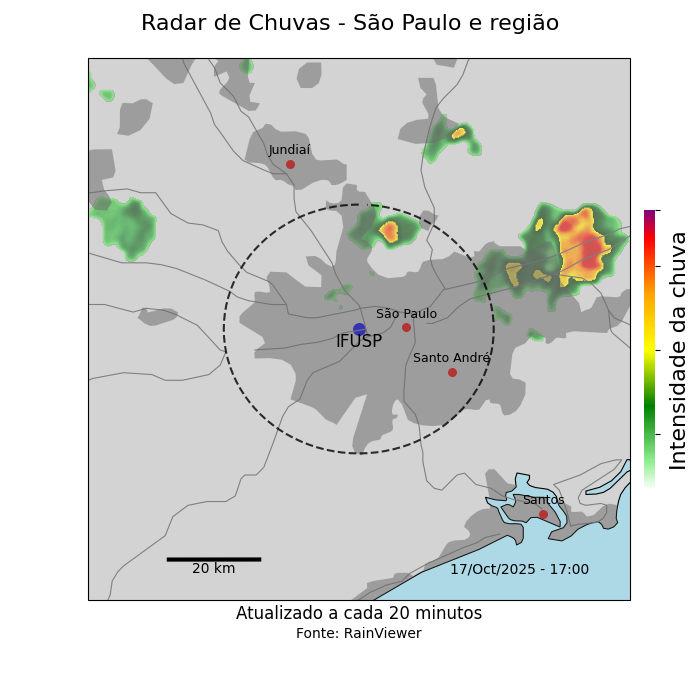 Radar de Chuvas - São Paulo e região
Jundiaí
São Paulo
IFUSP
Santo André
Intensidade da chuva
Santos
20 km
17/Oct/2025 - 17:00
Atualizado a cada 20 minutos
Fonte: RainViewer